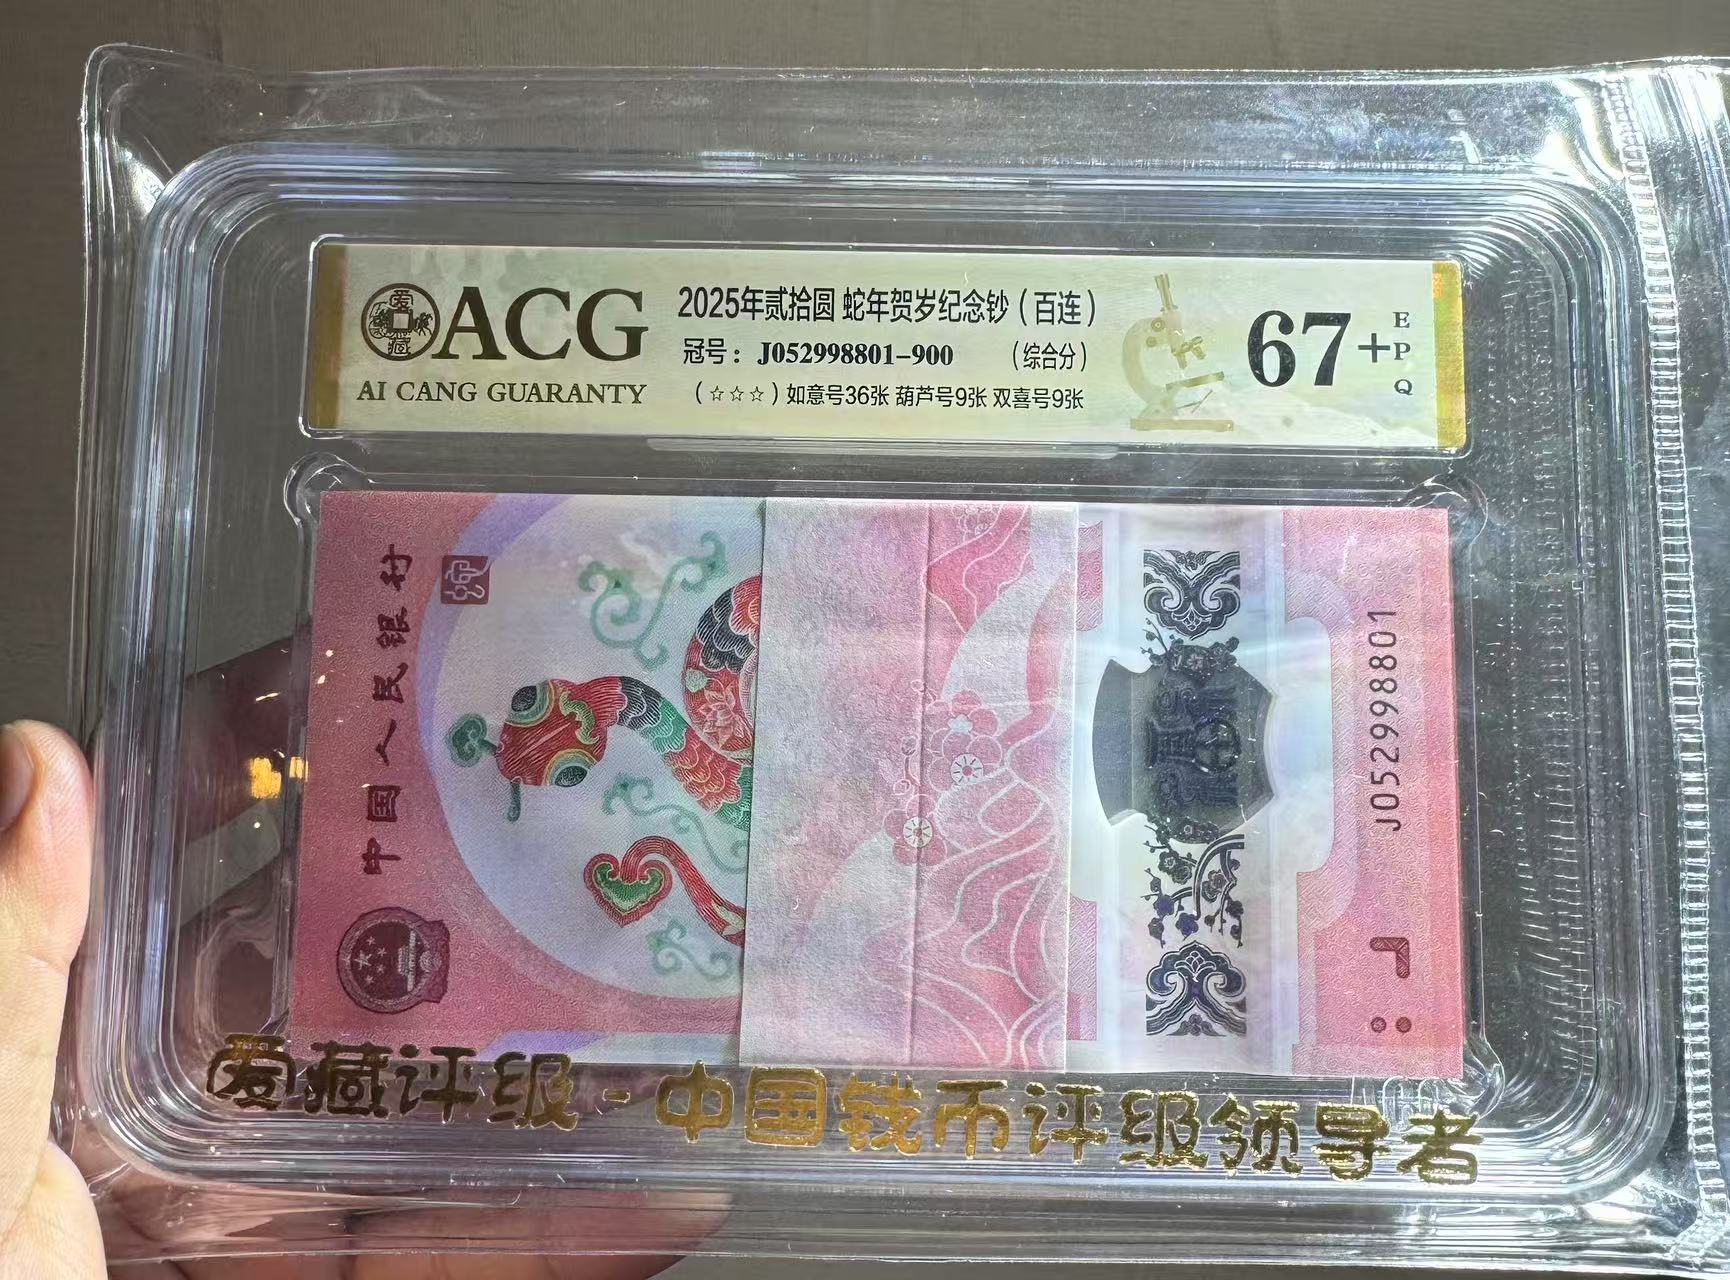 ACG
AI CANG GUARANTY
2025年贰拾圆 蛇年贺岁纪念钞（百连）
冠号：J052998801-900 （综合分）
（☆☆☆）如意号36张 葫芦号9张 双喜号9张
67+EPQ
中国人民银行
J052998801
爱藏评级-中国钱币评级领导者